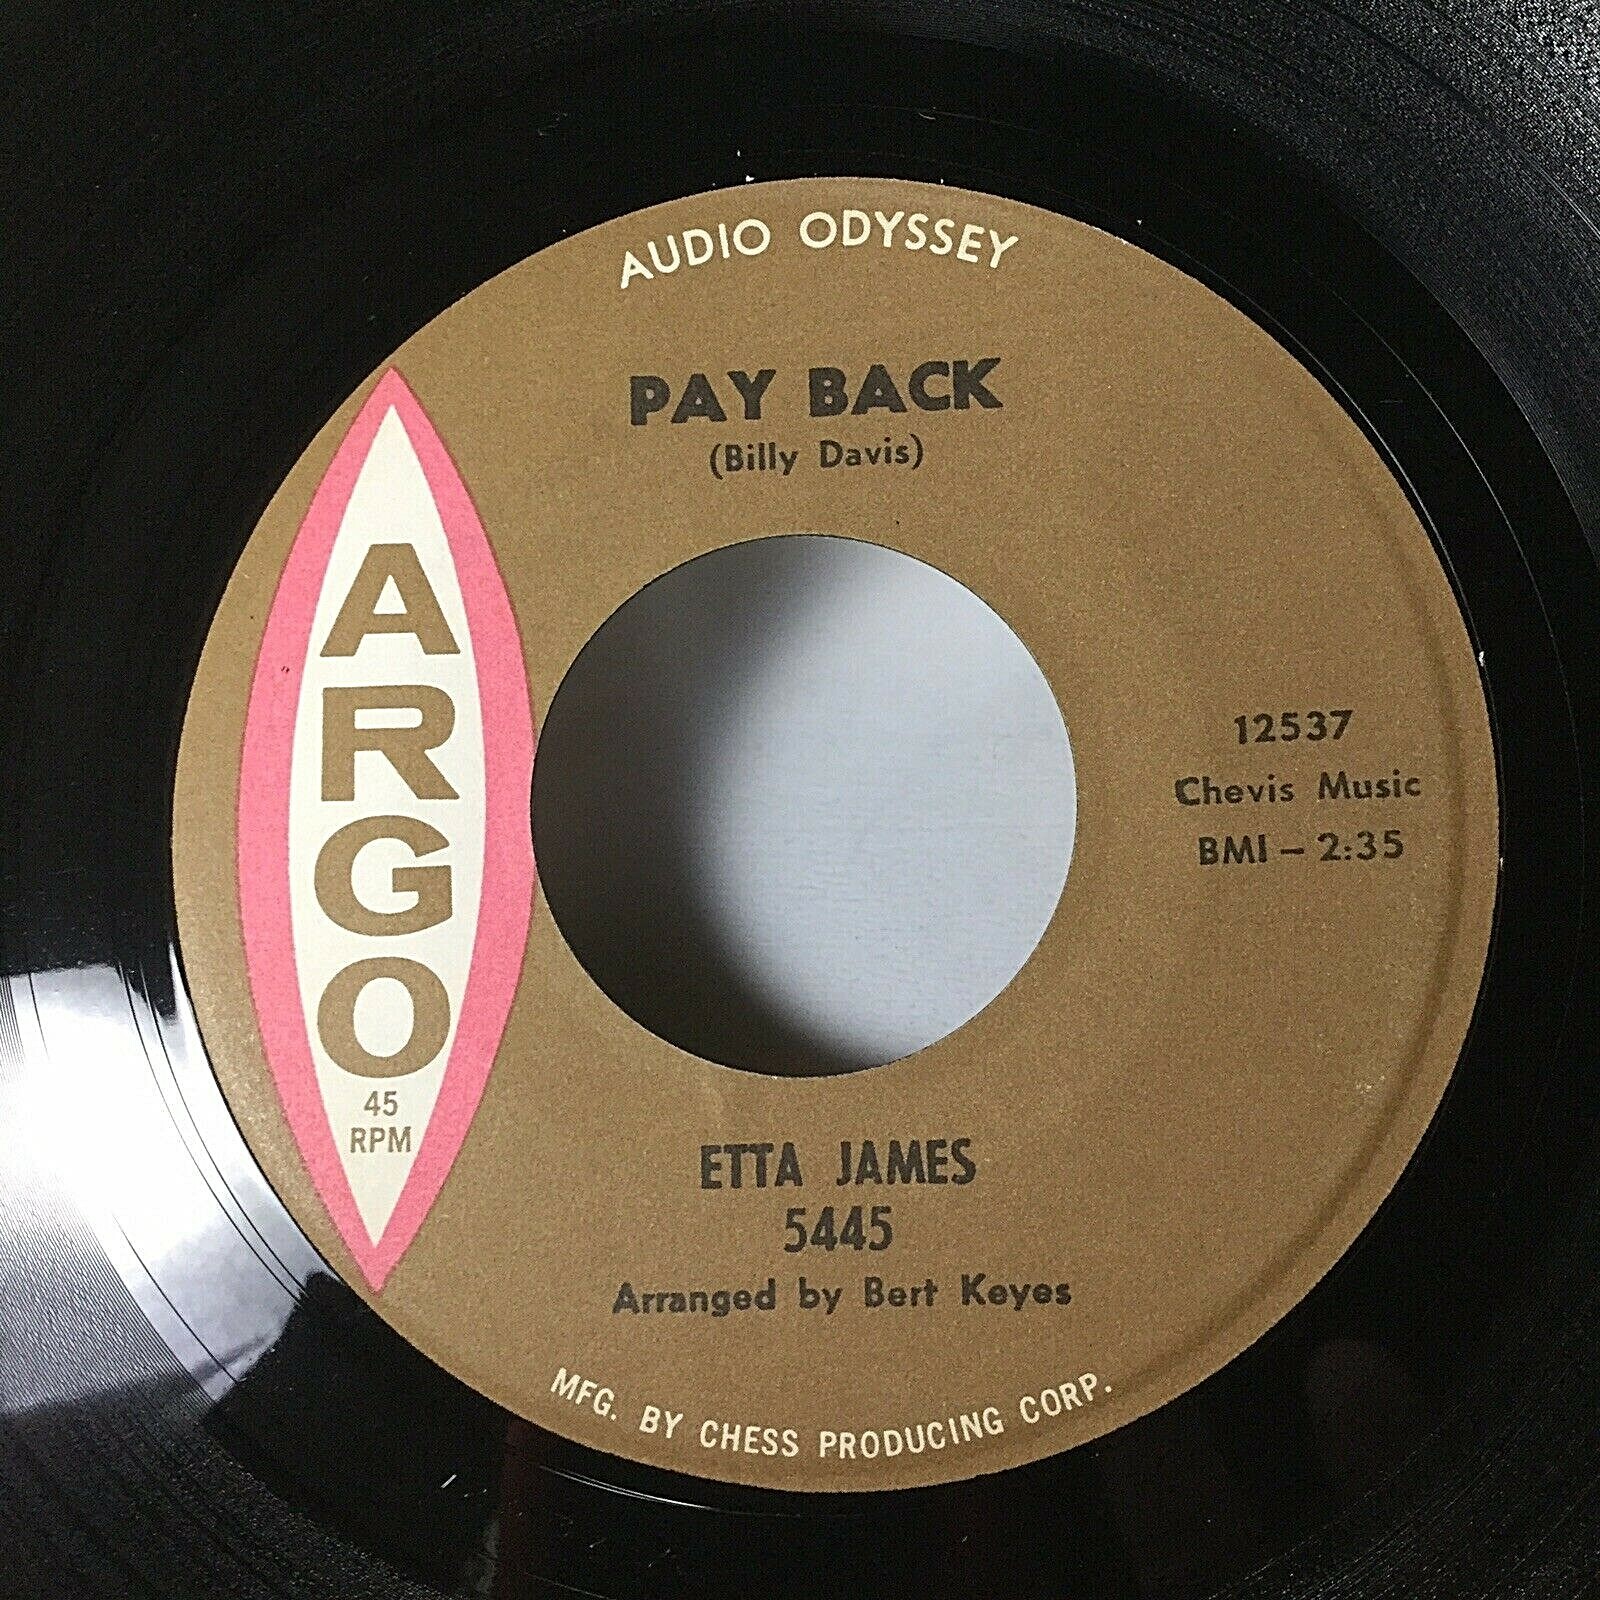 AUDIO ODYSSEY
PAY BACK
(Billy Davis)
ARGO
45
RPM
12537
Chevis Music
BMI – 2:35
ETTA JAMES
5445
Arranged by Bert Keyes
MFG. BY CHESS PRODUCING CORP.